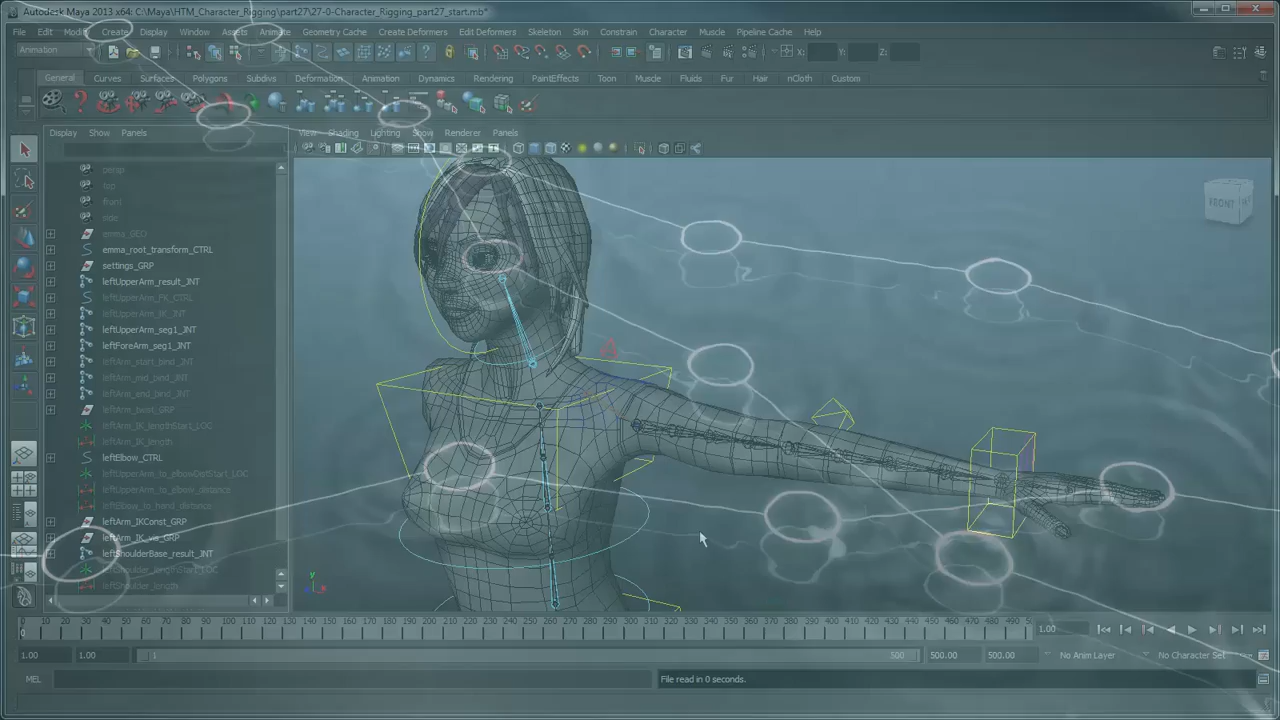 Autodesk Maya 2013 x64: C:\Maya\HTM_Character_Rigging\part27\27-0-Character_Rigging_part27_start.mb*
File Edit Modify Create Display Window Assets Animate Geometry Cache Create Deformers Edit Deformers Skeleton Skin Constrain Character Muscle Pipeline Cache Help
Animation X: Y: Z:
General Curves Surfaces Polygons Subdivs Deformation Animation Dynamics Rendering PaintEffects Toon Muscle Fluids Fur Hair nCloth Custom
Display Show Panels
View Shading Lighting Show Renderer Panels
persp
top
front
side
emma_GEO
emma_root_transform_CTRL
settings_GRP
leftUpperArm_result_JNT
leftUpperArm_FK_CTRL
leftUpperArm_IK_JNT
leftUpperArm_seg1_JNT
leftForeArm_seg1_JNT
leftArm_start_bind_JNT
leftArm_mid_bind_JNT
leftArm_end_bind_JNT
leftArm_twist_GRP
leftArm_IK_lengthStart_LOC
leftArm_IK_length
leftElbow_CTRL
leftUpperArm_to_elbowDistStart_LOC
leftUpperArm_to_elbow_distance
leftElbow_to_hand_distance
leftArm_IKConst_GRP
leftArm_IK_vis_GRP
leftShoulderBase_result_JNT
leftShoulder_lengthStart_LOC
leftShoulder_length
FRONT
y
x
0 10 20 30 40 50 60 70 80 90 100 110 120 130 140 150 160 170 180 190 200 210 220 230 240 250 260 270 280 290 300 310 320 330 340 350 360 370 380 390 400 410 420 430 440 450 460 470 480 490
0
1.00
1.00 1.00 1 500 500.00 500.00 No Anim Layer No Character Set
MEL File read in 0 seconds.